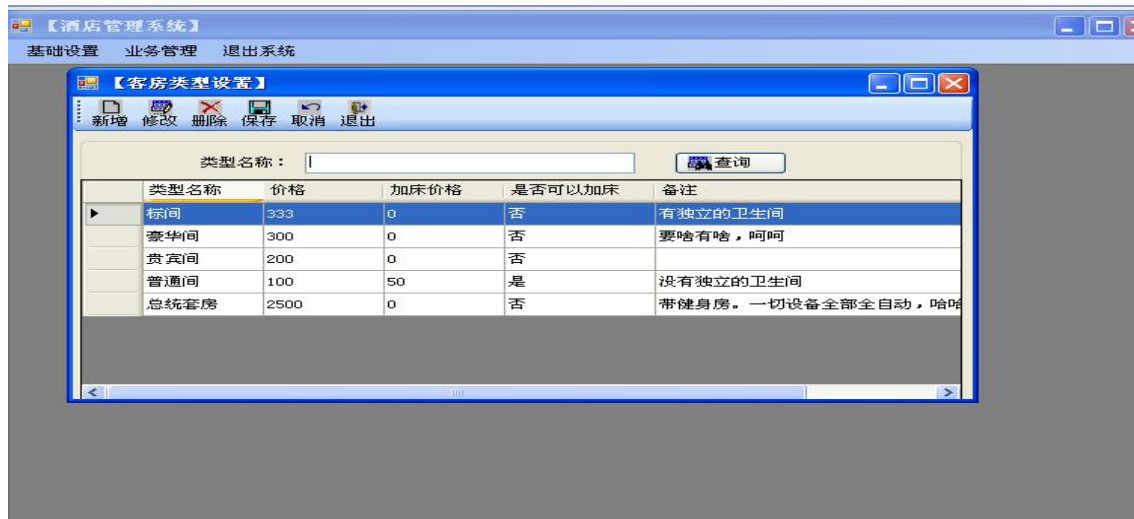 【酒店管理系统】
基础设置 业务管理 退出系统
【客房类型设置】
新增 修改 删除 保存 取消 退出
类型名称： 查询
类型名称 价格 加床价格 是否可以加床 备注
标间 333 0 否 有独立的卫生间
豪华间 300 0 否 要啥有啥，呵呵
贵宾间 200 0 否
普通间 100 50 是 没有独立的卫生间
总统套房 2500 0 否 带健身房。一切设备全部全自动，哈哈